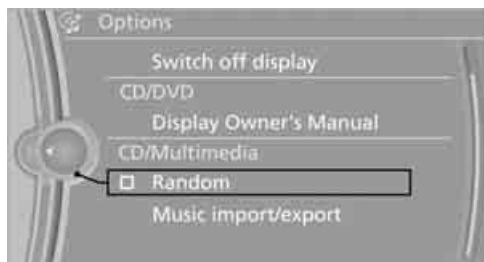 Options
Switch off display
CD/DVD
Display Owner's Manual
CD/Multimedia
Random
Music import/export